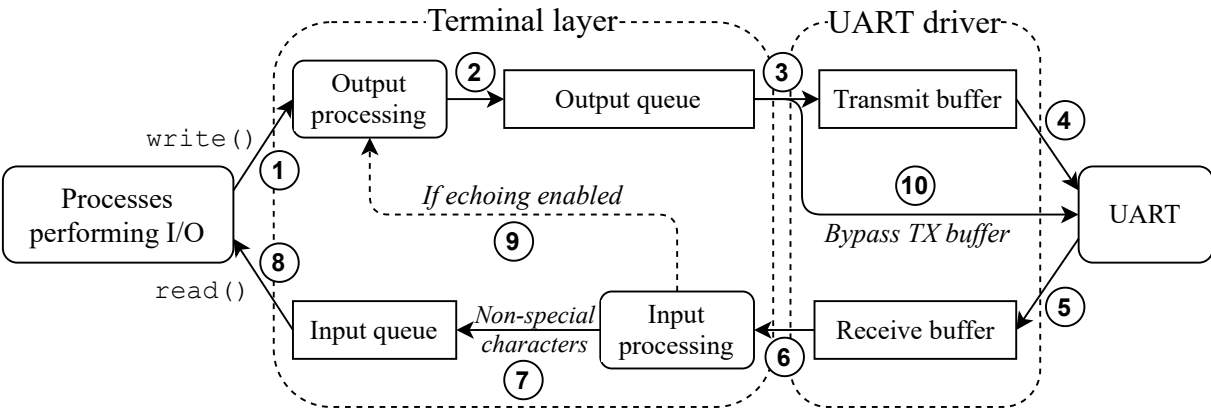 Terminal layer
UART driver
Output
processing
2
Output queue
3
Transmit buffer
4
write()
1
Processes
performing I/O
If echoing enabled
9
10
Bypass TX buffer
UART
8
read()
Input queue
Non-special
characters
7
Input
processing
6
Receive buffer
5